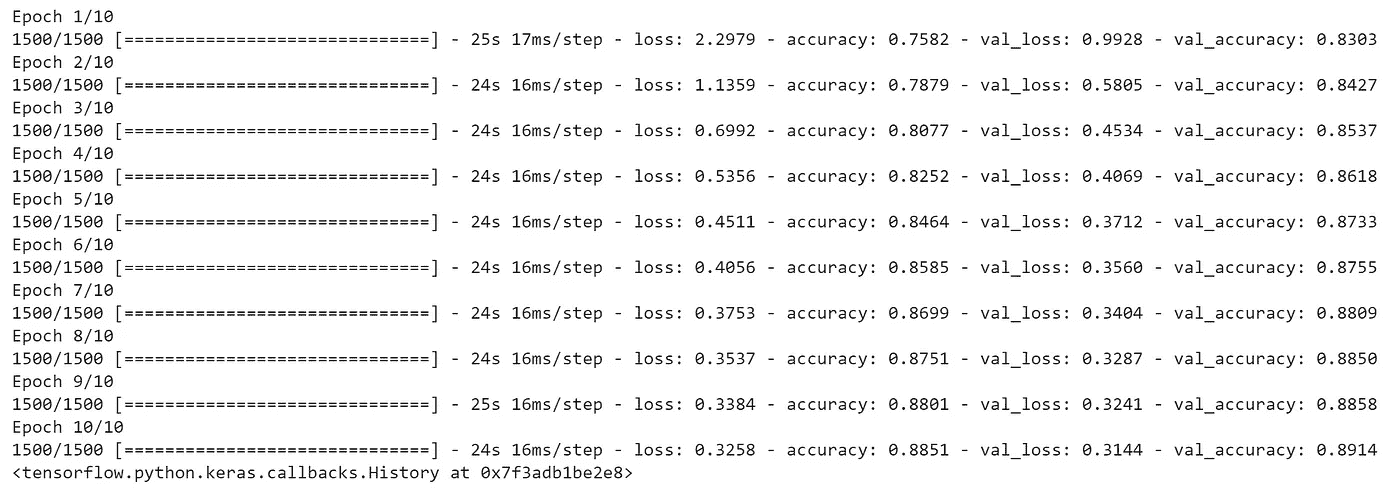 Epoch 1/10
1500/1500 [==============================] - 25s 17ms/step - loss: 2.2979 - accuracy: 0.7582 - val_loss: 0.9928 - val_accuracy: 0.8303
Epoch 2/10
1500/1500 [==============================] - 24s 16ms/step - loss: 1.1359 - accuracy: 0.7879 - val_loss: 0.5805 - val_accuracy: 0.8427
Epoch 3/10
1500/1500 [==============================] - 24s 16ms/step - loss: 0.6992 - accuracy: 0.8077 - val_loss: 0.4534 - val_accuracy: 0.8537
Epoch 4/10
1500/1500 [==============================] - 24s 16ms/step - loss: 0.5356 - accuracy: 0.8252 - val_loss: 0.4069 - val_accuracy: 0.8618
Epoch 5/10
1500/1500 [==============================] - 24s 16ms/step - loss: 0.4511 - accuracy: 0.8464 - val_loss: 0.3712 - val_accuracy: 0.8733
Epoch 6/10
1500/1500 [==============================] - 24s 16ms/step - loss: 0.4056 - accuracy: 0.8585 - val_loss: 0.3560 - val_accuracy: 0.8755
Epoch 7/10
1500/1500 [==============================] - 24s 16ms/step - loss: 0.3753 - accuracy: 0.8699 - val_loss: 0.3404 - val_accuracy: 0.8809
Epoch 8/10
1500/1500 [==============================] - 24s 16ms/step - loss: 0.3537 - accuracy: 0.8751 - val_loss: 0.3287 - val_accuracy: 0.8850
Epoch 9/10
1500/1500 [==============================] - 25s 16ms/step - loss: 0.3384 - accuracy: 0.8801 - val_loss: 0.3241 - val_accuracy: 0.8858
Epoch 10/10
1500/1500 [==============================] - 24s 16ms/step - loss: 0.3258 - accuracy: 0.8851 - val_loss: 0.3144 - val_accuracy: 0.8914
<tensorflow.python.keras.callbacks.History at 0x7f3adb1be2e8>